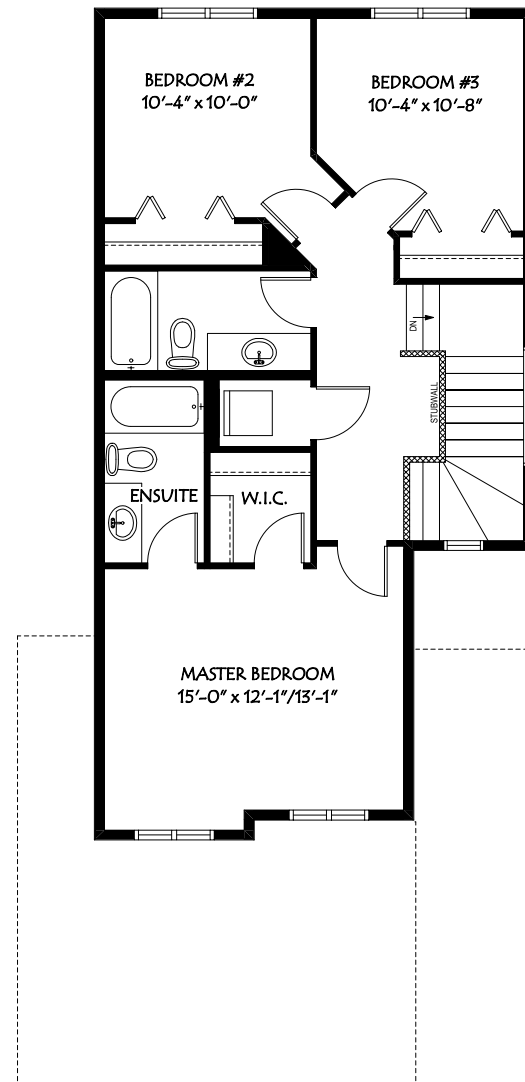 BEDROOM #2
10'-4" x 10'-0"
BEDROOM #3
10'-4" x 10'-8"
DN
STUBWALL
ENSUITE
W.I.C.
MASTER BEDROOM
15'-0" x 12'-1"/13'-1"